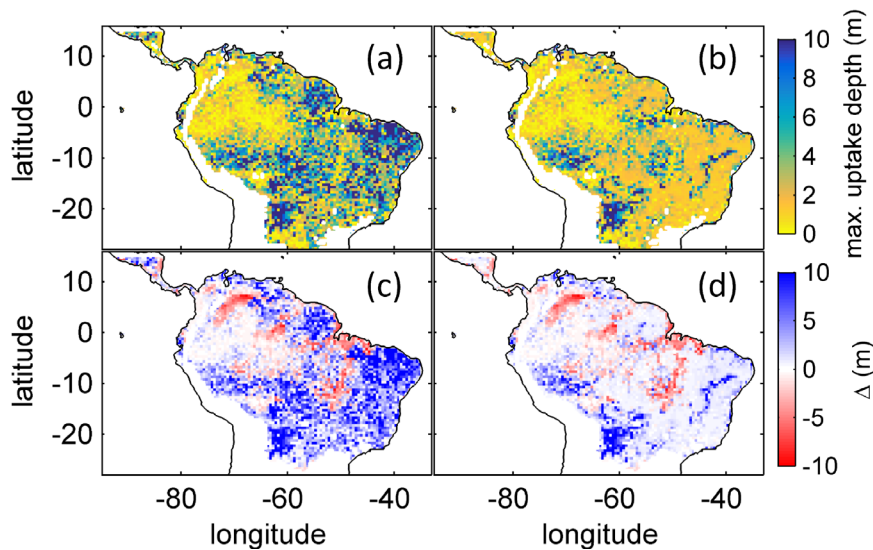 (a) (b)
latitude
10
0
-10
-20
10
8
6
4
2
0
max. uptake depth (m)
(c) (d)
latitude
10
0
-10
-20
10
5
0
-5
-10
Δ (m)
-80 -60 -40 -80 -60 -40
longitude longitude